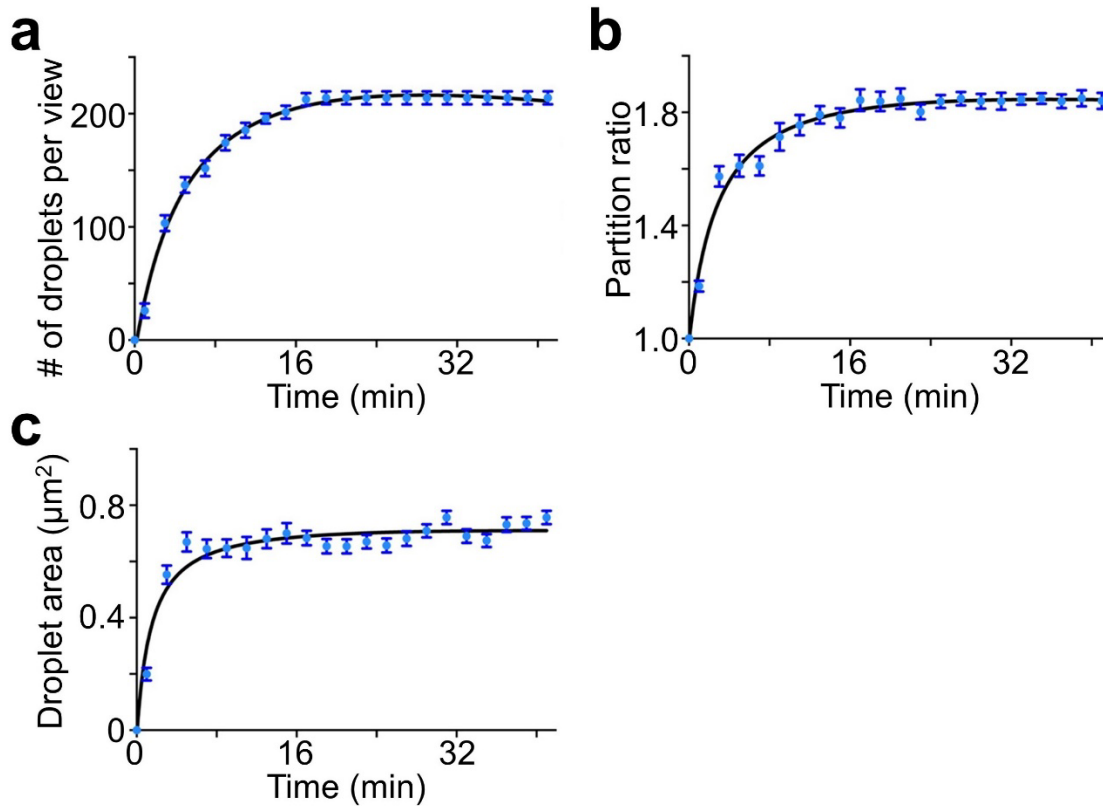 a
# of droplets per view
200
100
0
0 16 32
Time (min)
b
Partition ratio
1.8
1.4
1.0
0 16 32
Time (min)
c
Droplet area (µm²)
0.8
0.4
0
0 16 32
Time (min)